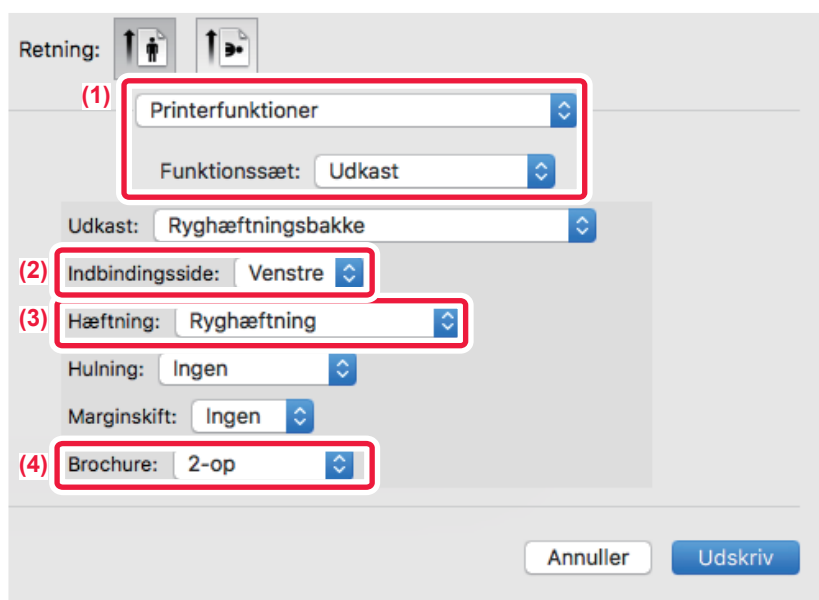 Retning:
(1)
Printerfunktioner
Funktionssæt: Udkast
Udkast: Ryghæftningsbakke
(2) Indbindingsside: Venstre
(3) Hæftning: Ryghæftning
Hulning: Ingen
Marginskift: Ingen
(4) Brochure: 2-op
Annuller Udskriv